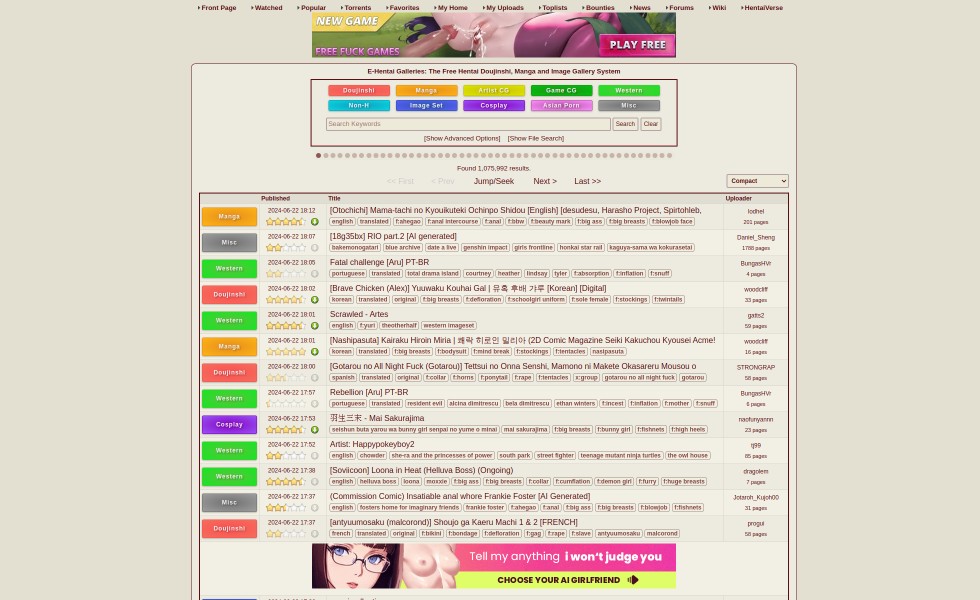 Front Page Watched Popular Torrents Favorites My Home My Uploads Toplists Bounties News Forums Wiki HentaiVerse
NEW GAME
FREE FUCK GAMES
PLAY FREE
E-Hentai Galleries: The Free Hentai Doujinshi, Manga and Image Gallery System
Doujinshi Manga Artist CG Game CG Western
Non-H Image Set Cosplay Asian Porn Misc
Search Keywords Search Clear
[Show Advanced Options] [Show File Search]
Found 1,075,992 results.
<< First < Prev Jump/Seek Next > Last >> Compact
Published Title Uploader
Manga 2024-06-22 18:12 [Otochichi] Mama-tachi no Kyouikuteki Ochinpo Shidou [English] [desudesu, Harasho Project, Spirtohleb, lodhel
english translated f:ahegao f:anal intercourse f:anal f:bbw f:beauty mark f:big ass f:big breasts f:blowjob face 201 pages
Misc 2024-06-22 18:07 [18g35bx] RIO part.2 [AI generated] Daniel_Sheng
bakemonogatari blue archive date a live genshin impact girls frontline honkai star rail kaguya-sama wa kokurasetai 1788 pages
Western 2024-06-22 18:05 Fatal challenge [Aru] PT-BR BungasHVr
portuguese translated total drama island courtney heather lindsay tyler f:absorption f:inflation f:snuff 4 pages
Doujinshi 2024-06-22 18:02 [Brave Chicken (Alex)] Yuuwaku Kouhai Gal | 유혹 후배 갸루 [Korean] [Digital] woodcliff
korean translated original f:big breasts f:defloration f:schoolgirl uniform f:sole female f:stockings f:twintails 33 pages
Western 2024-06-22 18:01 Scrawled - Artes gatts2
english f:yuri theotherhalf western imageset 59 pages
Manga 2024-06-22 18:01 [Nashipasuta] Kairaku Hiroin Miria | 쾌락 히로인 밀리아 (2D Comic Magazine Seiki Kakuchou Kyousei Acme! woodcliff
korean translated f:big breasts f:bodysuit f:mind break f:stockings f:tentacles nashipasuta 16 pages
Doujinshi 2024-06-22 18:00 [Gotarou no All Night Fuck (Gotarou)] Tettsui no Onna Senshi, Mamono ni Makete Okasareru Mousou o STRONGRAP
spanish translated original f:collar f:horns f:ponytail f:rape f:tentacles x:group gotarou no all night fuck gotarou 58 pages
Western 2024-06-22 17:57 Rebellion [Aru] PT-BR BungasHVr
portuguese translated resident evil alcina dimitrescu bela dimitrescu ethan winters f:incest f:inflation f:mother f:snuff 6 pages
Cosplay 2024-06-22 17:53 羽生三未 - Mai Sakurajima naofunyannn
seishun buta yarou wa bunny girl senpai no yume o minai mai sakurajima f:big breasts f:bunny girl f:fishnets f:high heels 23 pages
Western 2024-06-22 17:52 Artist: Happypokeyboy2 tj99
english chowder she-ra and the princesses of power south park street fighter teenage mutant ninja turtles the owl house 85 pages
Western 2024-06-22 17:38 [Soviicoon] Loona in Heat (Helluva Boss) (Ongoing) dragolem
english helluva boss loona moxxie f:big ass f:big breasts f:collar f:cumflation f:demon girl f:furry f:huge breasts 7 pages
Misc 2024-06-22 17:37 (Commission Comic) Insatiable anal whore Frankie Foster [AI Generated] Jotaroh_Kujoh00
english fosters home for imaginary friends frankie foster f:ahegao f:anal f:big ass f:big breasts f:blowjob f:fishnets 31 pages
Doujinshi 2024-06-22 17:37 [antyuumosaku (malcorond)] Shoujo ga Kaeru Machi 1 & 2 [FRENCH] progui
french translated original f:bikini f:bondage f:defloration f:gag f:rape f:slave antyuumosaku malcorond 58 pages
Tell my anything i won't judge you
CHOOSE YOUR AI GIRLFRIEND